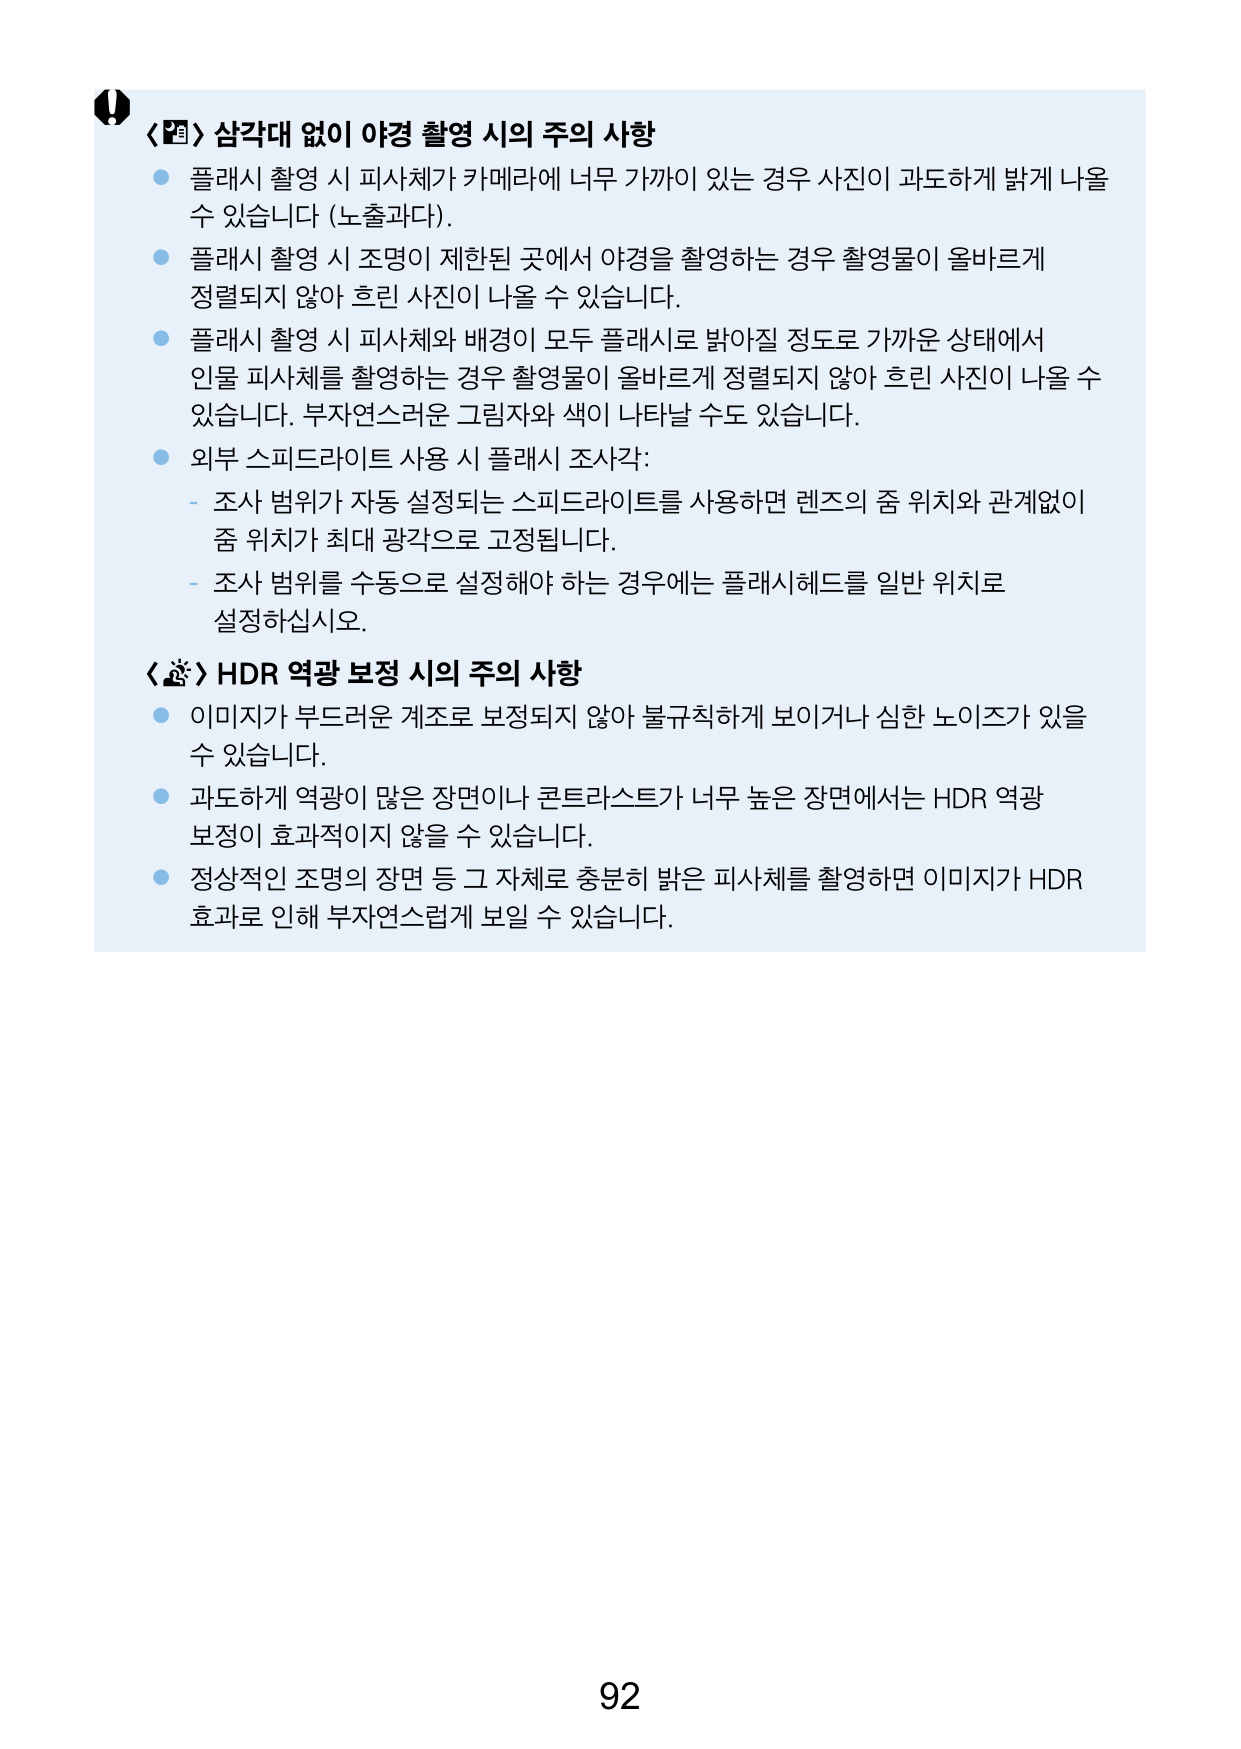 〈 〉 삼각대 없이 야경 촬영 시의 주의 사항
● 플래시 촬영 시 피사체가 카메라에 너무 가까이 있는 경우 사진이 과도하게 밝게 나올
수 있습니다 (노출과다).
● 플래시 촬영 시 조명이 제한된 곳에서 야경을 촬영하는 경우 촬영물이 올바르게
정렬되지 않아 흐린 사진이 나올 수 있습니다.
● 플래시 촬영 시 피사체와 배경이 모두 플래시로 밝아질 정도로 가까운 상태에서
인물 피사체를 촬영하는 경우 촬영물이 올바르게 정렬되지 않아 흐린 사진이 나올 수
있습니다. 부자연스러운 그림자와 색이 나타날 수도 있습니다.
● 외부 스피드라이트 사용 시 플래시 조사각:
- 조사 범위가 자동 설정되는 스피드라이트를 사용하면 렌즈의 줌 위치와 관계없이
줌 위치가 최대 광각으로 고정됩니다.
- 조사 범위를 수동으로 설정해야 하는 경우에는 플래시헤드를 일반 위치로
설정하십시오.
〈 〉 HDR 역광 보정 시의 주의 사항
● 이미지가 부드러운 계조로 보정되지 않아 불규칙하게 보이거나 심한 노이즈가 있을
수 있습니다.
● 과도하게 역광이 많은 장면이나 콘트라스트가 너무 높은 장면에서는 HDR 역광
보정이 효과적이지 않을 수 있습니다.
● 정상적인 조명의 장면 등 그 자체로 충분히 밝은 피사체를 촬영하면 이미지가 HDR
효과로 인해 부자연스럽게 보일 수 있습니다.
92